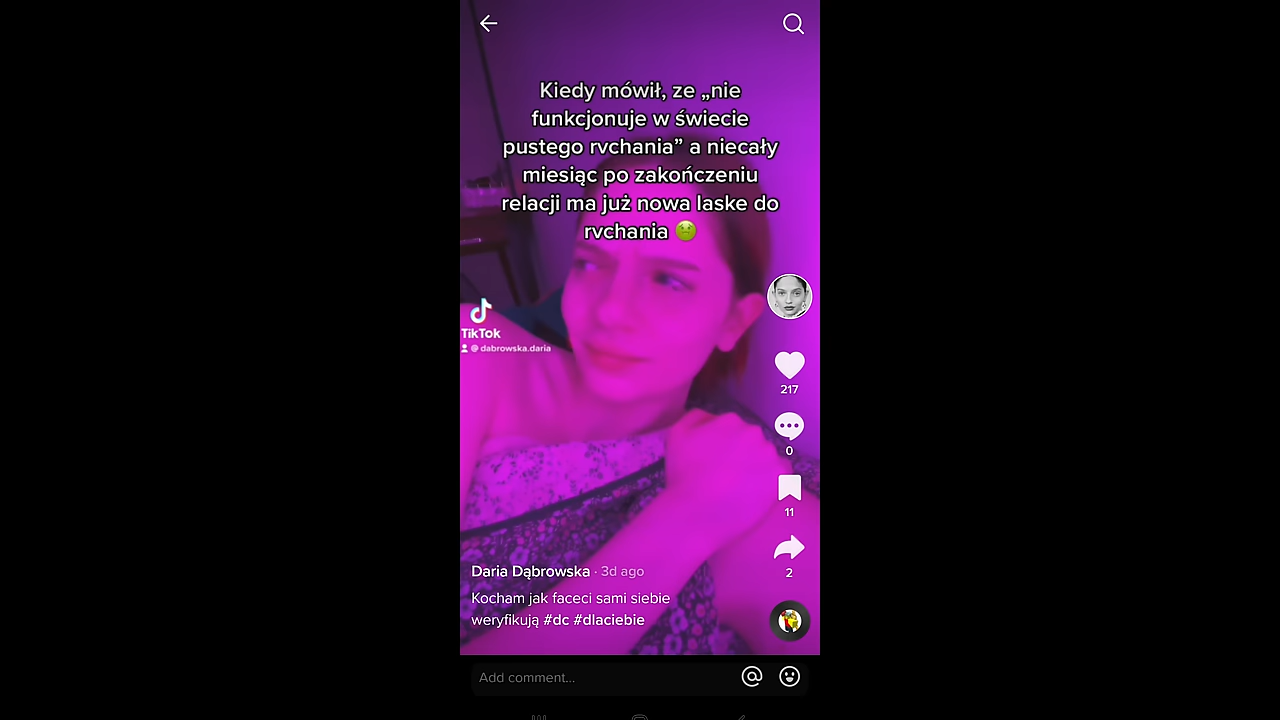 Kiedy mówił, ze „nie
funkcjonuje w świecie
pustego rvchania” a niecały
miesiąc po zakończeniu
relacji ma już nowa laske do
rvchania 🤢
TikTok
@ dabrowska.daria
217
0
11
2
Daria Dąbrowska · 3d ago
Kocham jak faceci sami siebie
weryfikują #dc #dlaciebie
Add comment...